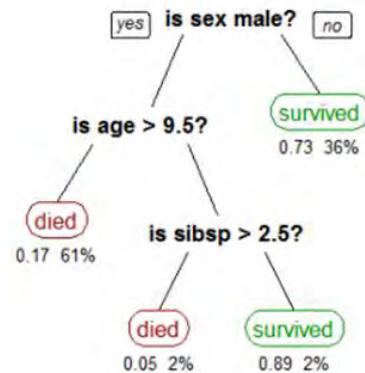 yes is sex male? no
is age > 9.5?
survived
0.73 36%
died
0.17 61%
is sibsp > 2.5?
died survived
0.05 2% 0.89 2%